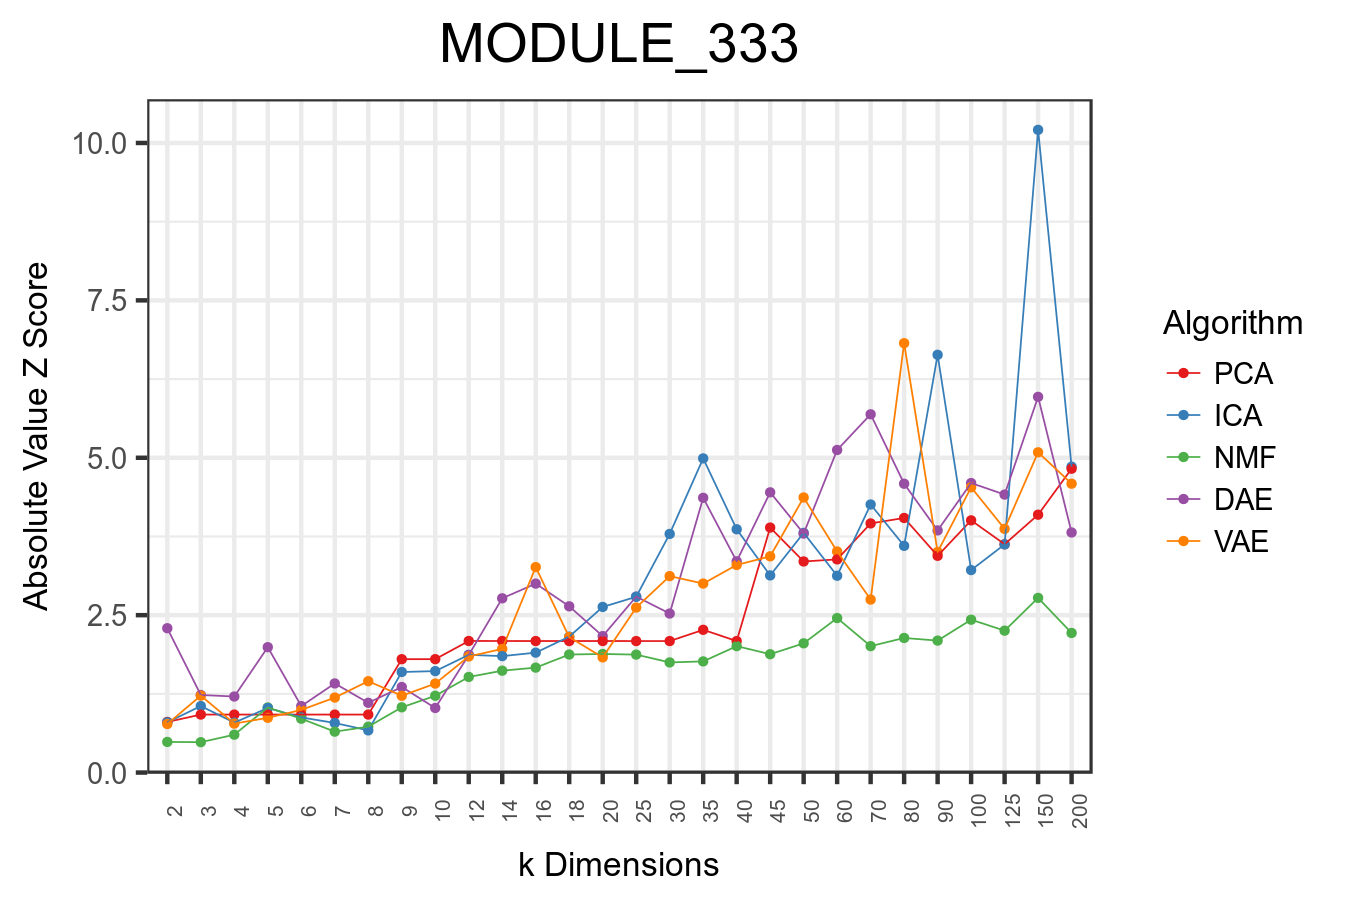 MODULE_333
10.0
7.5
5.0
2.5
0.0
Absolute Value Z Score
2 3 4 5 6 7 8 9 10 12 14 16 18 20 25 30 35 40 45 50 60 70 80 90 100 125 150 200
k Dimensions
Algorithm
PCA
ICA
NMF
DAE
VAE